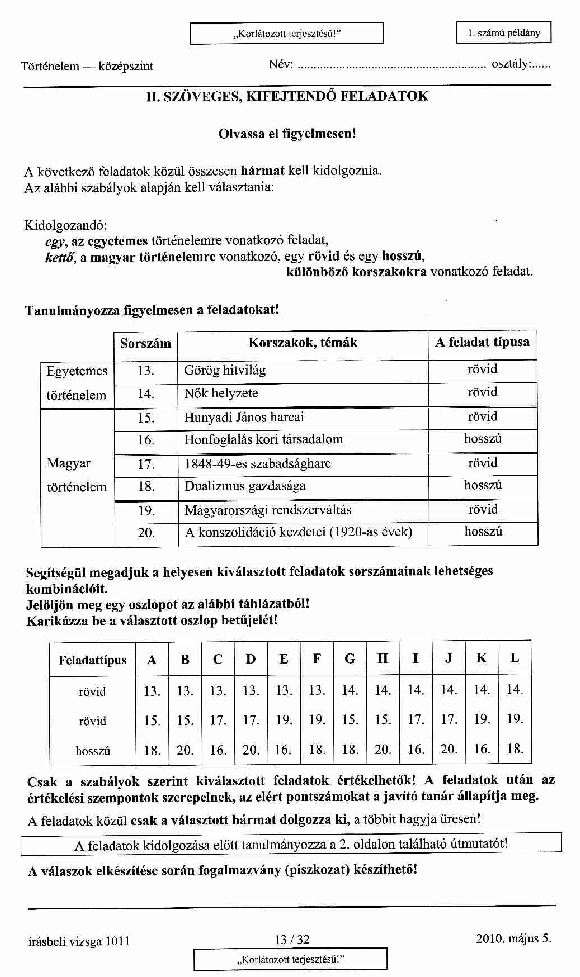 „Korlátozott terjesztésű!”
1. számú példány
Történelem — középszint
Név: ........................................................... osztály:......
II. SZÖVEGES, KIFEJTENDŐ FELADATOK
Olvassa el figyelmesen!
A következő feladatok közül összesen hármat kell kidolgoznia.
Az alábbi szabályok alapján kell választania:
Kidolgozandó:
egy, az egyetemes történelemre vonatkozó feladat,
kettő, a magyar történelemre vonatkozó, egy rövid és egy hosszú,
különböző korszakokra vonatkozó feladat.
Tanulmányozza figyelmesen a feladatokat!
Sorszám Korszakok, témák A feladat típusa
Egyetemes történelem
13. Görög hitvilág rövid
14. Nők helyzete rövid
Magyar történelem
15. Hunyadi János harcai rövid
16. Honfoglalás kori társadalom hosszú
17. 1848-49-es szabadságharc rövid
18. Dualizmus gazdasága hosszú
19. Magyarországi rendszerváltás rövid
20. A konszolidáció kezdetei (1920-as évek) hosszú
Segítségül megadjuk a helyesen kiválasztott feladatok sorszámainak lehetséges
kombinációit.
Jelöljön meg egy oszlopot az alábbi táblázatból!
Karikázza be a választott oszlop betűjelét!
Feladattípus A B C D E F G H I J K L
rövid 13. 13. 13. 13. 13. 13. 14. 14. 14. 14. 14. 14.
rövid 15. 15. 17. 17. 19. 19. 15. 15. 17. 17. 19. 19.
hosszú 18. 20. 16. 20. 16. 18. 18. 20. 16. 20. 16. 18.
Csak a szabályok szerint kiválasztott feladatok értékelhetők! A feladatok után az
értékelési szempontok szerepelnek, az elért pontszámokat a javító tanár állapítja meg.
A feladatok közül csak a választott hármat dolgozza ki, a többit hagyja üresen!
A feladatok kidolgozása előtt tanulmányozza a 2. oldalon található útmutatót!
A válaszok elkészítése során fogalmazvány (piszkozat) készíthető!
írásbeli vizsga 1011
13 / 32
2010. május 5.
„Korlátozott terjesztésű!”